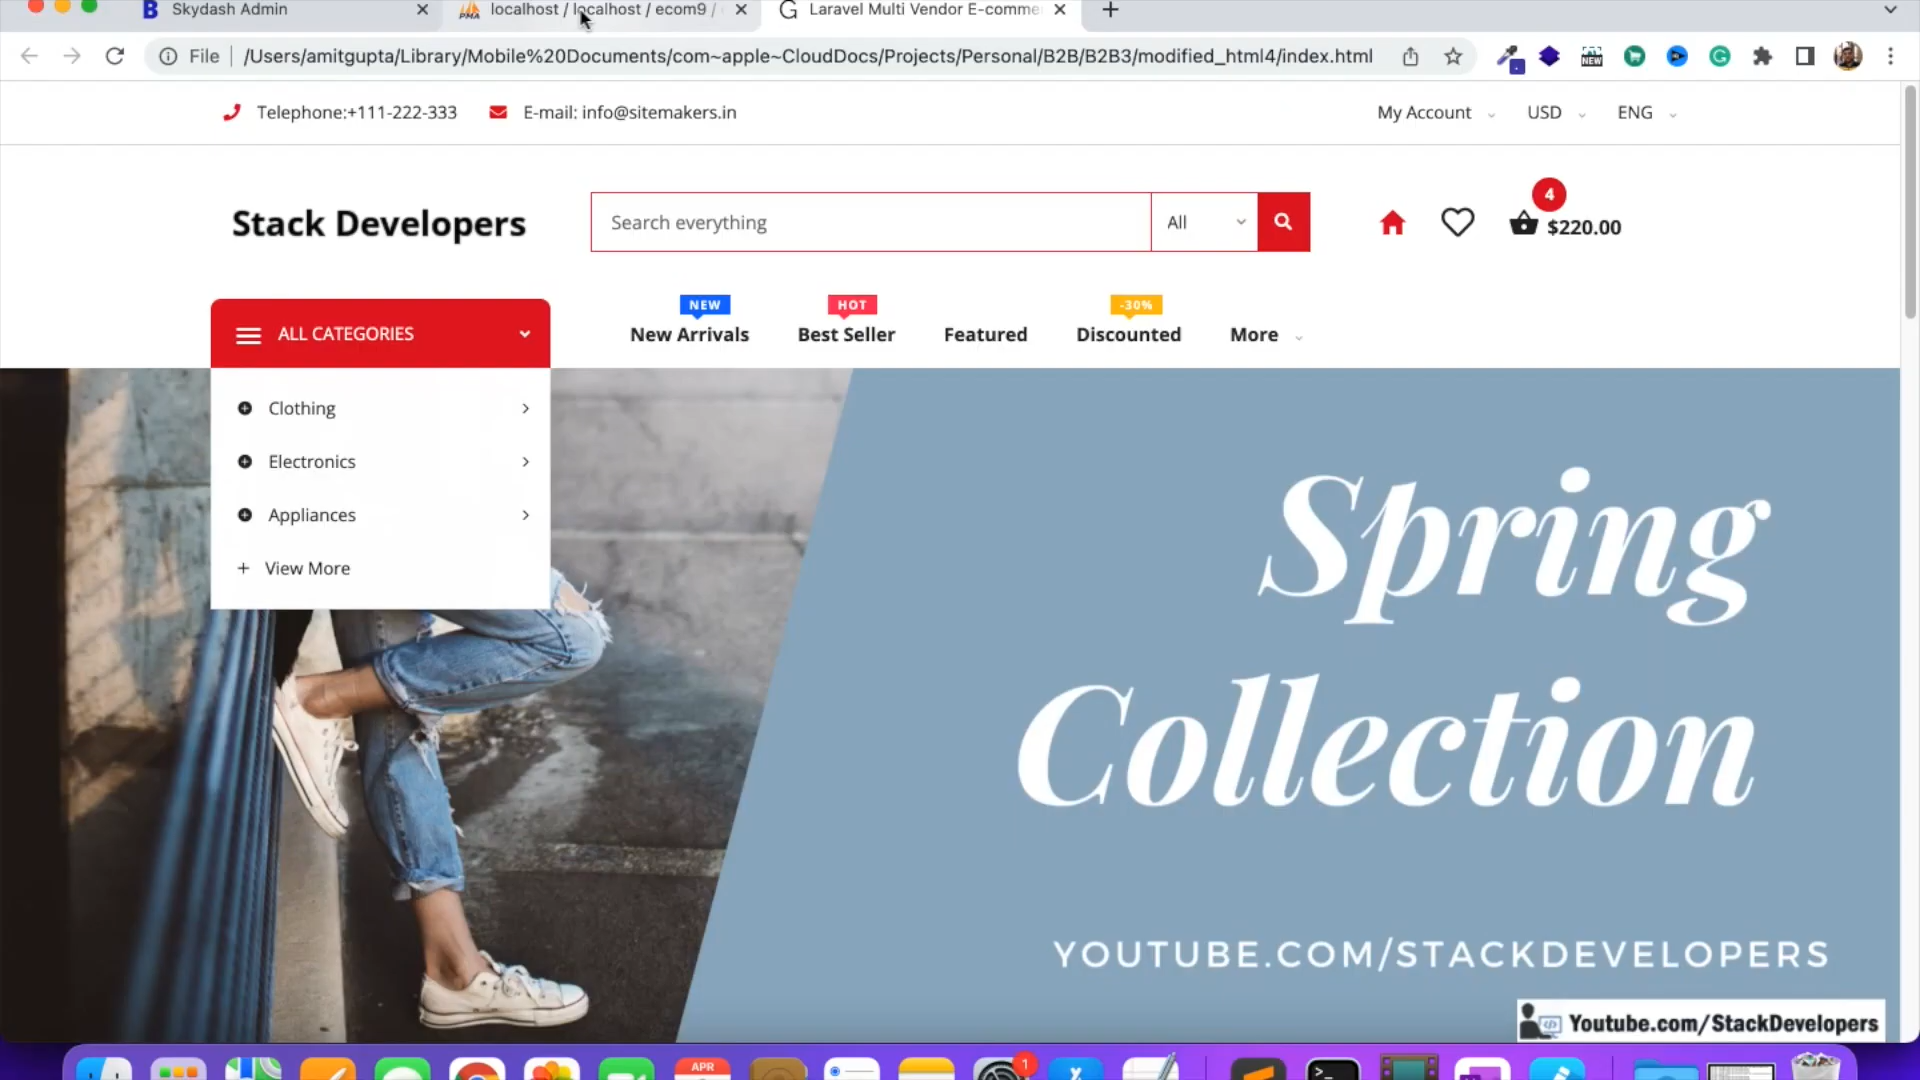 Skydash Admin
localhost / localhost / ecom9 /
Laravel Multi Vendor E-comme
File
/Users/amitgupta/Library/Mobile%20Documents/com~apple~CloudDocs/Projects/Personal/B2B/B2B3/modified_html4/index.html
Telephone:+111-222-333
E-mail: info@sitemakers.in
My Account
USD
ENG
Stack Developers
Search everything
All
4
$220.00
ALL CATEGORIES
NEW
New Arrivals
HOT
Best Seller
Featured
-30%
Discounted
More
Clothing
Electronics
Appliances
+ View More
Spring
Collection
YOUTUBE.COM/STACKDEVELOPERS
Youtube.com/StackDevelopers
APR
1